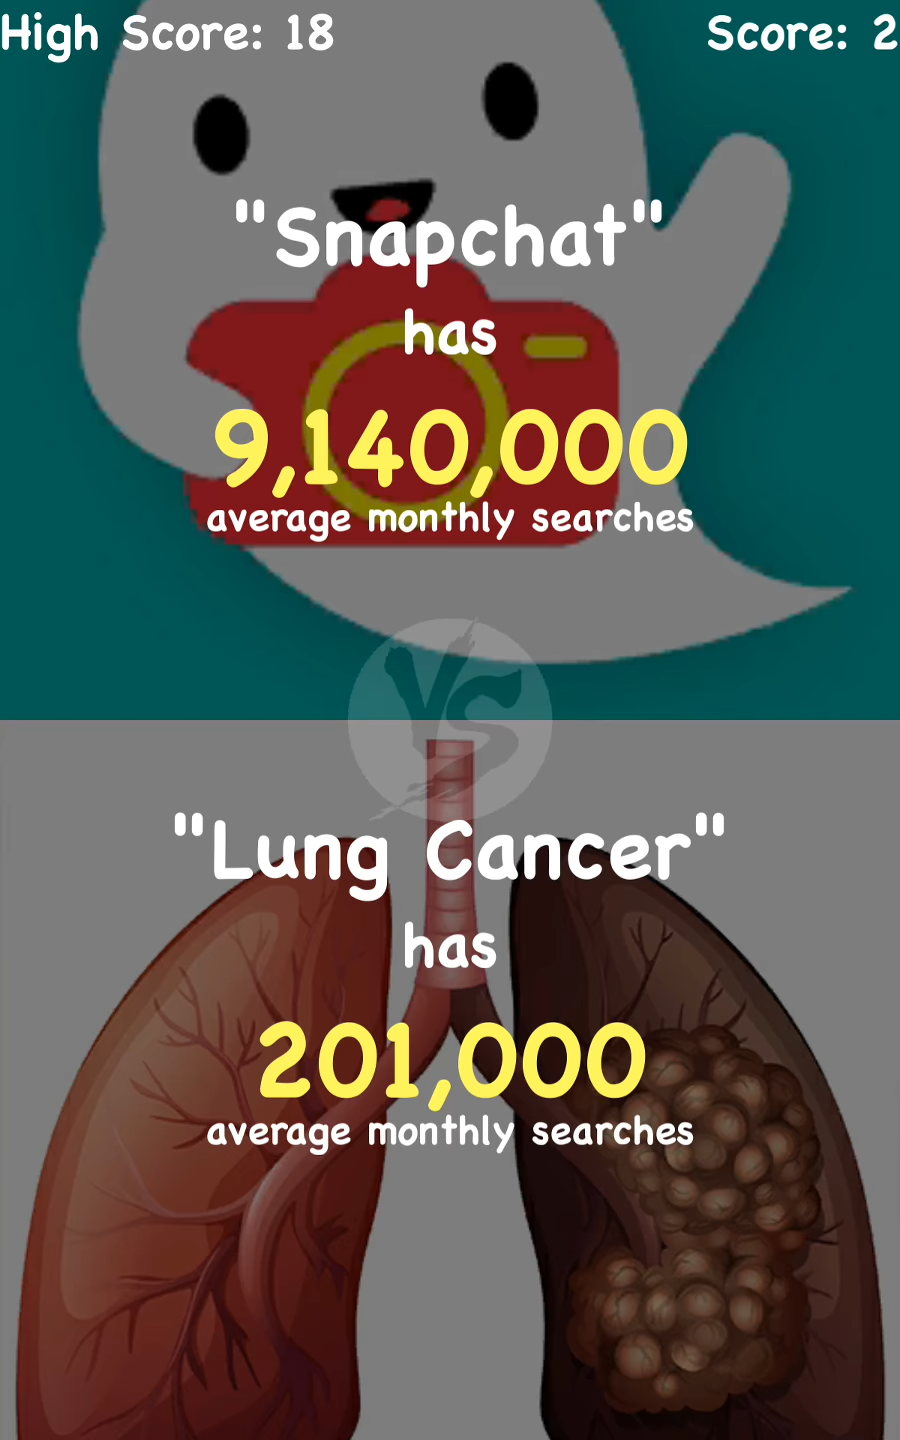 High Score: 18
Score: 2
"Snapchat"
has
9,140,000
average monthly searches
VS
"Lung Cancer"
has
201,000
average monthly searches